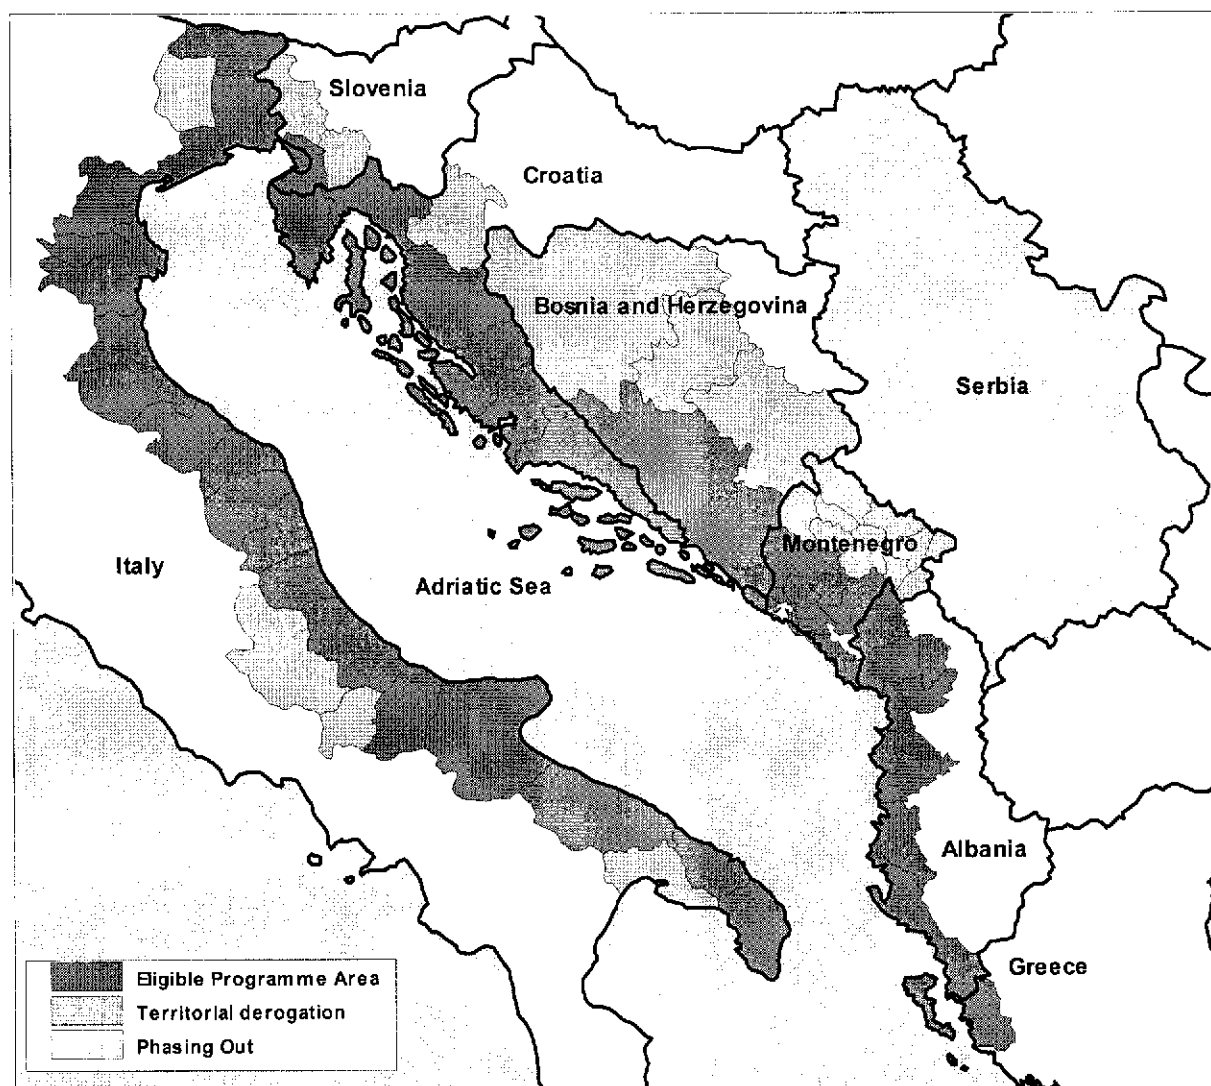 Slovenia
Croatia
Bosnia and Herzegovina
Serbia
Italy
Adriatic Sea
Montenegro
Albania
Greece
Eligible Programme Area
Territorial derogation
Phasing Out